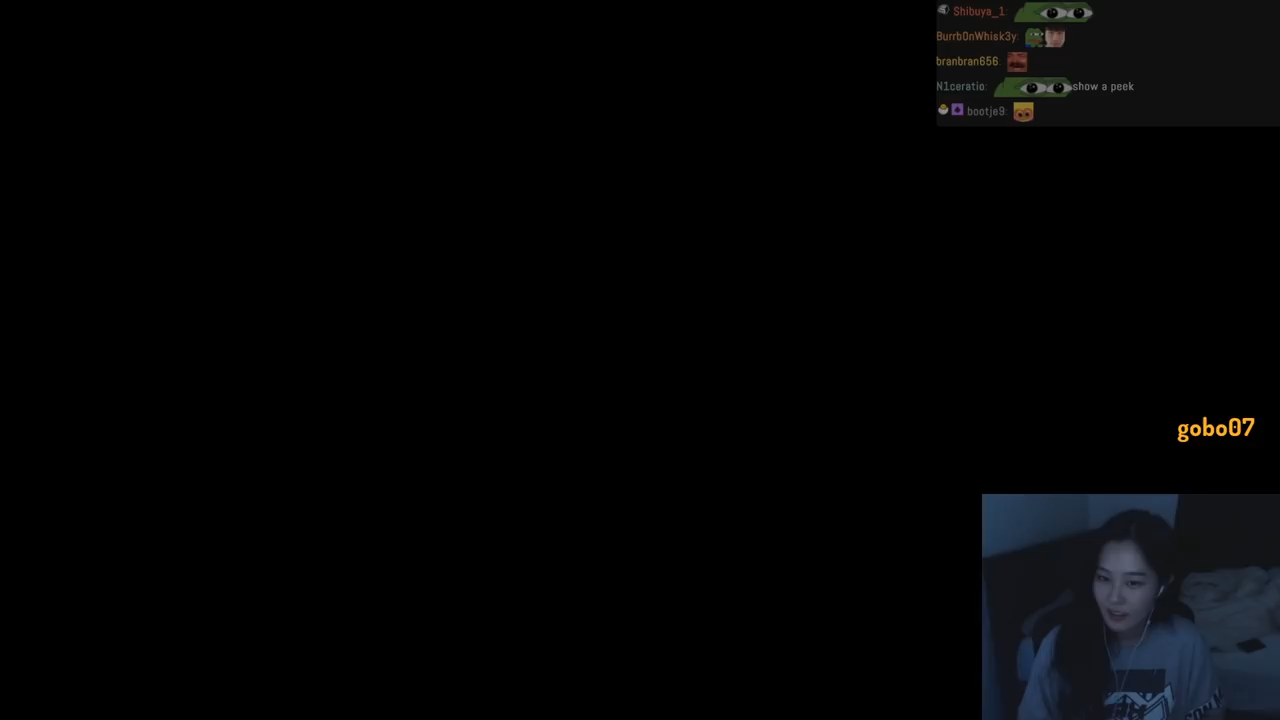 Shibuya_1:
BurrbOnWhisk3y:
branbran656:
N1ceratio: show a peek
bootje9:
gobo07